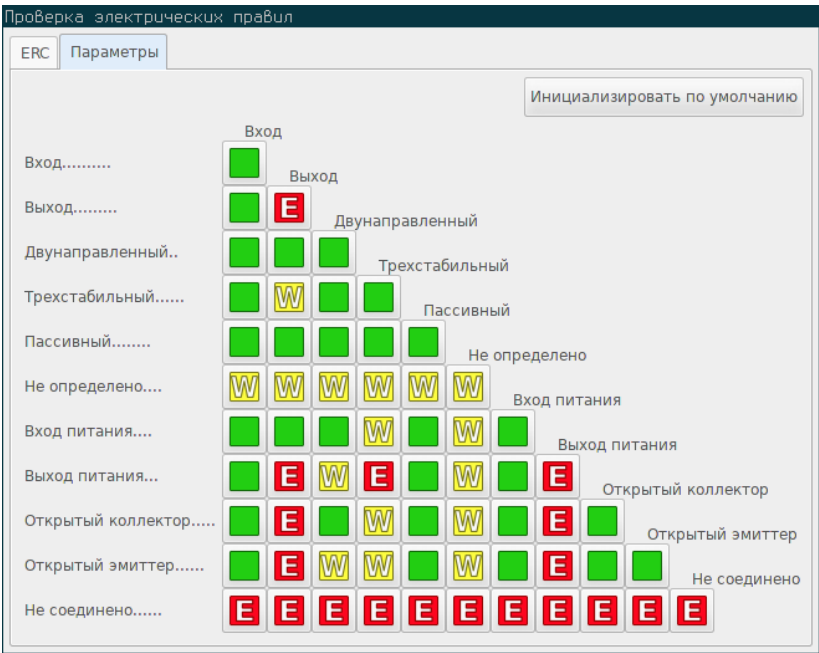 Проверка электрических правил
ERC Параметры
Инициализировать по умолчанию
Вход
Вход..........
Выход
Выход......... E
Двунаправленный
Двунаправленный..
Трехстабильный
Трехстабильный...... W
Пассивный
Пассивный........
Не определено
Не определено.... W W W W W W
Вход питания
Вход питания.... W W
Выход питания
Выход питания... E W E W E
Открытый коллектор
Открытый коллектор..... E W W E
Открытый эмиттер
Открытый эмиттер...... E W W W E
Не соединено
Не соединено...... E E E E E E E E E E E